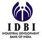 IDBI
INDUSTRIAL DEVELOPMENT
BANK OF INDIA